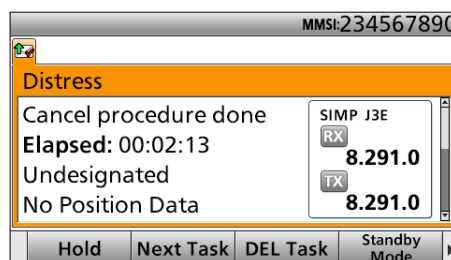 MMSI:234567890
Distress
Cancel procedure done
Elapsed: 00:02:13
Undesignated
No Position Data
SIMP J3E
RX
8.291.0
TX
8.291.0
Hold
Next Task
DEL Task
Standby
Mode